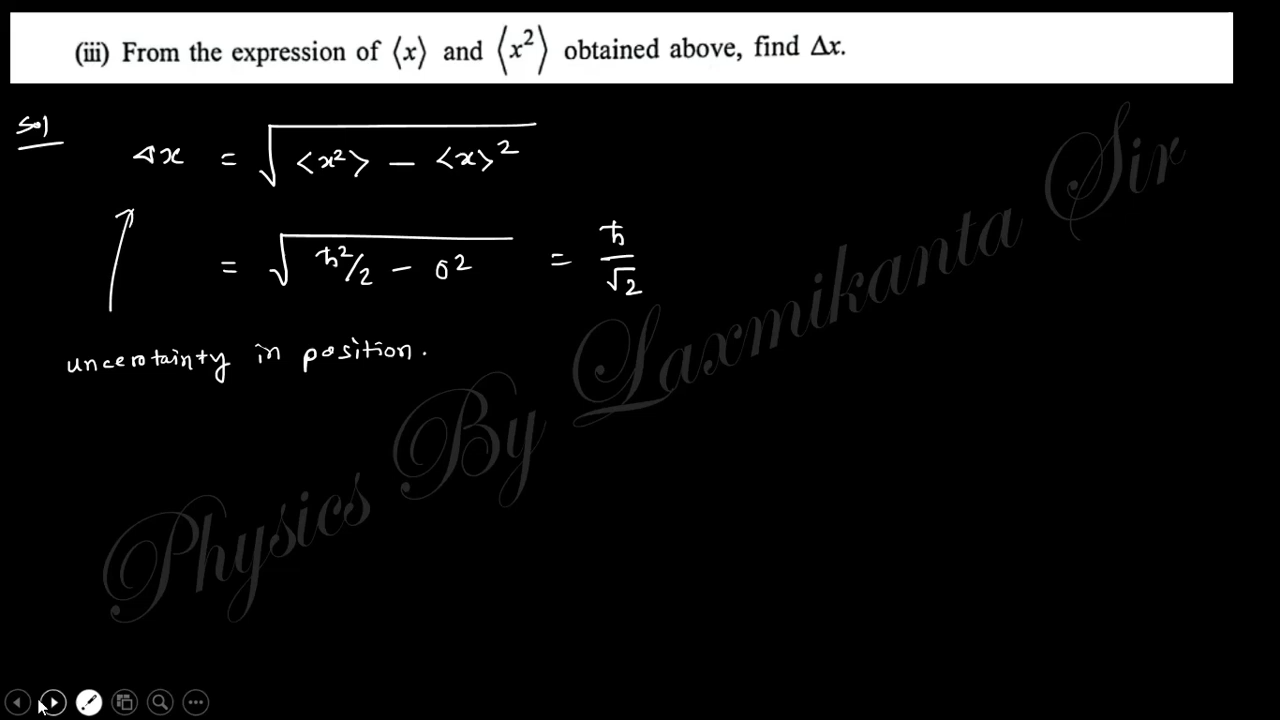 (iii) From the expression of ⟨x⟩ and ⟨x²⟩ obtained above, find Δx.
Sol
Δx = √(<x²> − <x>²)
= √(ħ²/2 − 0²) = ħ/√2
uncertainty in position.
Physics By Laxmikanta Sir